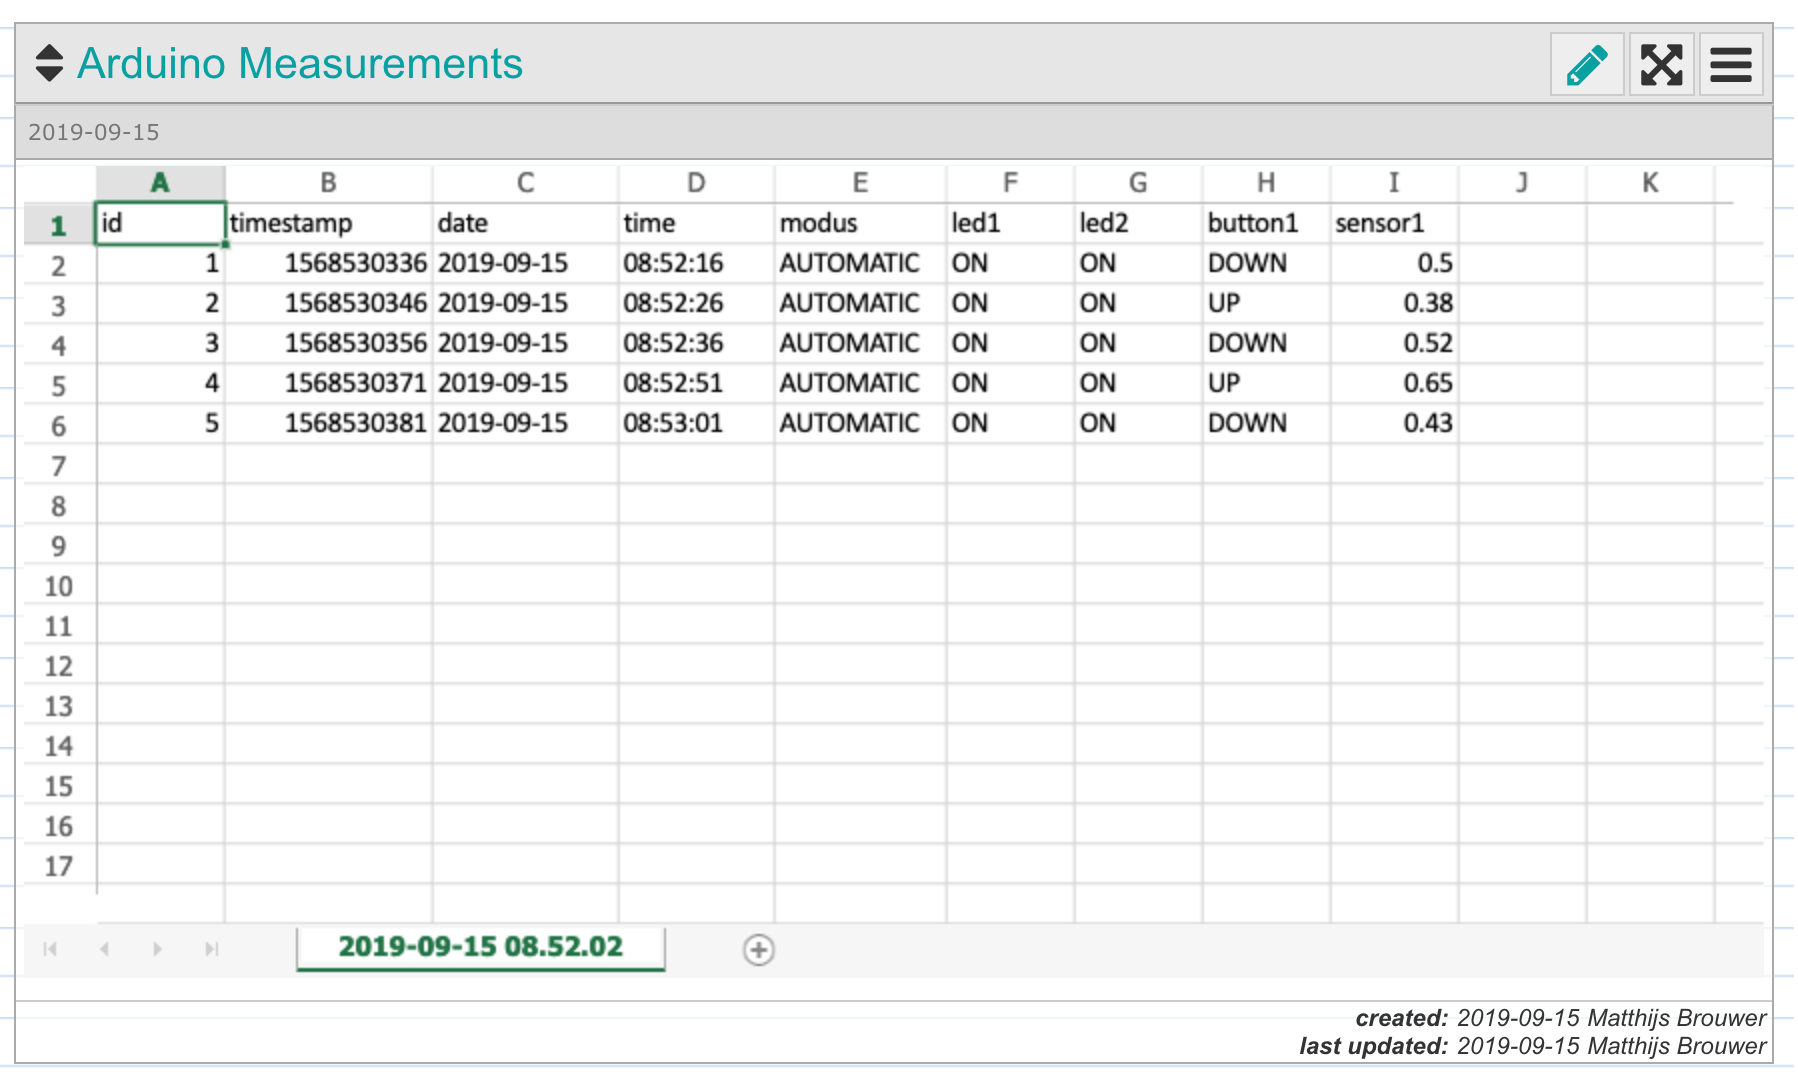 Arduino Measurements
2019-09-15
A B C D E F G H I J K
1 id timestamp date time modus led1 led2 button1 sensor1
2 1 1568530336 2019-09-15 08:52:16 AUTOMATIC ON ON DOWN 0.5
3 2 1568530346 2019-09-15 08:52:26 AUTOMATIC ON ON UP 0.38
4 3 1568530356 2019-09-15 08:52:36 AUTOMATIC ON ON DOWN 0.52
5 4 1568530371 2019-09-15 08:52:51 AUTOMATIC ON ON UP 0.65
6 5 1568530381 2019-09-15 08:53:01 AUTOMATIC ON ON DOWN 0.43
7
8
9
10
11
12
13
14
15
16
17
2019-09-15 08.52.02
created: 2019-09-15 Matthijs Brouwer
last updated: 2019-09-15 Matthijs Brouwer